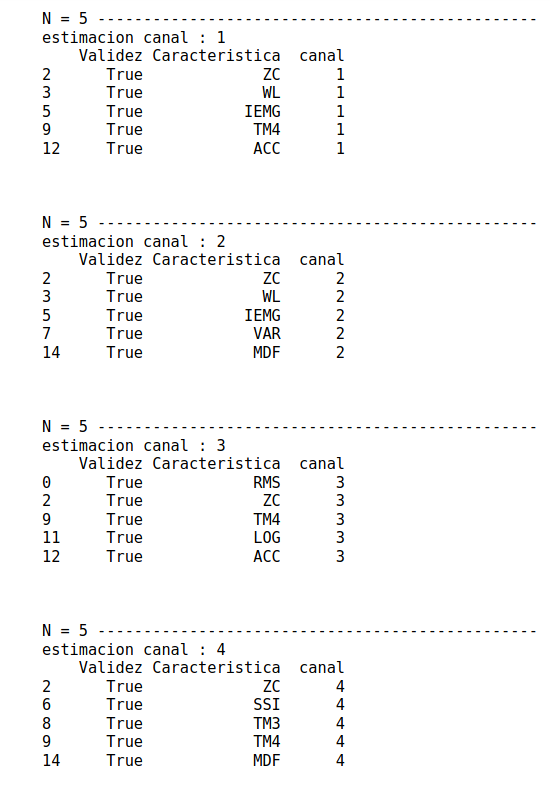 N = 5 ------------------------------------------------
estimacion canal : 1
    Validez Caracteristica  canal
2      True             ZC      1
3      True             WL      1
5      True           IEMG      1
9      True            TM4      1
12     True            ACC      1
N = 5 ------------------------------------------------
estimacion canal : 2
    Validez Caracteristica  canal
2      True             ZC      2
3      True             WL      2
5      True           IEMG      2
7      True            VAR      2
14     True            MDF      2
N = 5 ------------------------------------------------
estimacion canal : 3
    Validez Caracteristica  canal
0      True            RMS      3
2      True             ZC      3
9      True            TM4      3
11     True            LOG      3
12     True            ACC      3
N = 5 ------------------------------------------------
estimacion canal : 4
    Validez Caracteristica  canal
2      True             ZC      4
6      True            SSI      4
8      True            TM3      4
9      True            TM4      4
14     True            MDF      4